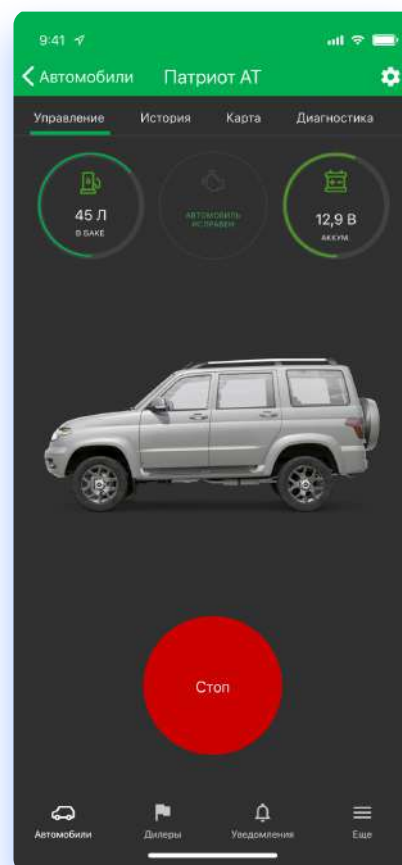 9:41
Автомобили Патриот АТ
Управление История Карта Диагностика
45 Л
В БАКЕ
АВТОМОБИЛЬ
ИСПРАВЕН
12,9 В
АККУМ.
Стоп
Автомобили Дилеры Уведомления Еще